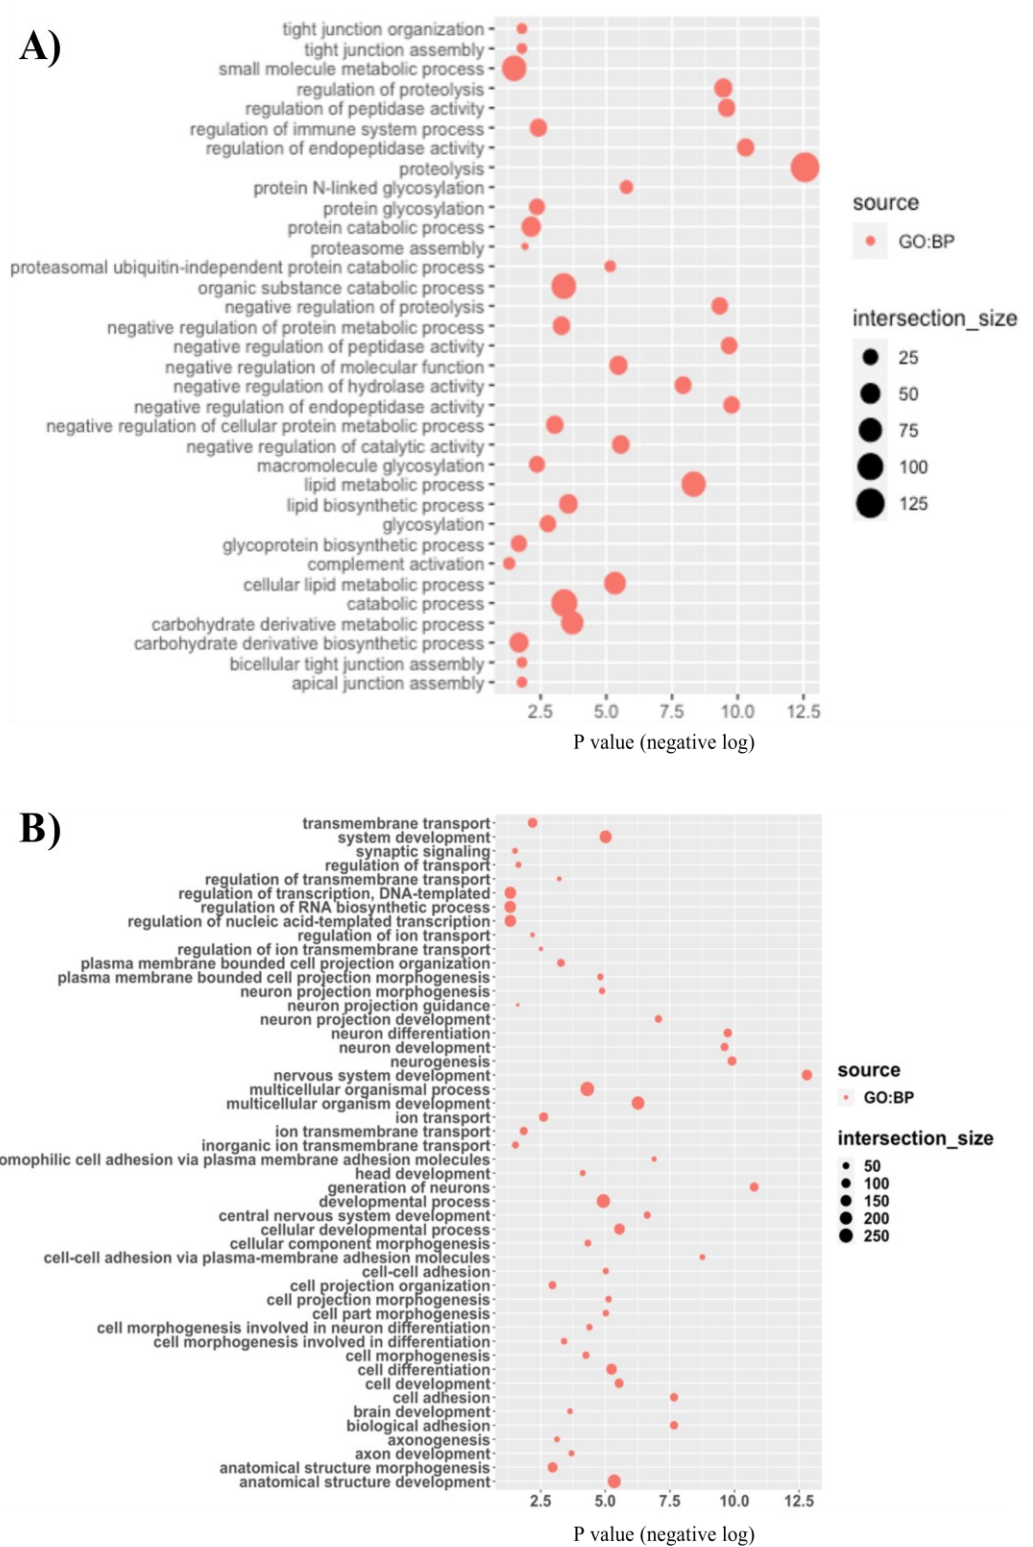 A)
tight junction organization
tight junction assembly
small molecule metabolic process
regulation of proteolysis
regulation of peptidase activity
regulation of immune system process
regulation of endopeptidase activity
proteolysis
protein N-linked glycosylation
protein glycosylation
protein catabolic process
proteasome assembly
proteasomal ubiquitin-independent protein catabolic process
organic substance catabolic process
negative regulation of proteolysis
negative regulation of protein metabolic process
negative regulation of peptidase activity
negative regulation of molecular function
negative regulation of hydrolase activity
negative regulation of endopeptidase activity
negative regulation of cellular protein metabolic process
negative regulation of catalytic activity
macromolecule glycosylation
lipid metabolic process
lipid biosynthetic process
glycosylation
glycoprotein biosynthetic process
complement activation
cellular lipid metabolic process
catabolic process
carbohydrate derivative metabolic process
carbohydrate derivative biosynthetic process
bicellular tight junction assembly
apical junction assembly
2.5 5.0 7.5 10.0 12.5
P value (negative log)
source
GO:BP
intersection_size
25
50
75
100
125
B)
transmembrane transport
system development
synaptic signaling
regulation of transport
regulation of transmembrane transport
regulation of transcription, DNA-templated
regulation of RNA biosynthetic process
regulation of nucleic acid-templated transcription
regulation of ion transport
regulation of ion transmembrane transport
plasma membrane bounded cell projection organization
plasma membrane bounded cell projection morphogenesis
neuron projection morphogenesis
neuron projection guidance
neuron projection development
neuron differentiation
neuron development
neurogenesis
nervous system development
multicellular organismal process
multicellular organism development
ion transport
ion transmembrane transport
inorganic ion transmembrane transport
omophilic cell adhesion via plasma membrane adhesion molecules
head development
generation of neurons
developmental process
central nervous system development
cellular developmental process
cellular component morphogenesis
cell-cell adhesion via plasma-membrane adhesion molecules
cell-cell adhesion
cell projection organization
cell projection morphogenesis
cell part morphogenesis
cell morphogenesis involved in neuron differentiation
cell morphogenesis involved in differentiation
cell morphogenesis
cell differentiation
cell development
cell adhesion
brain development
biological adhesion
axonogenesis
axon development
anatomical structure morphogenesis
anatomical structure development
2.5 5.0 7.5 10.0 12.5
P value (negative log)
source
GO:BP
intersection_size
50
100
150
200
250